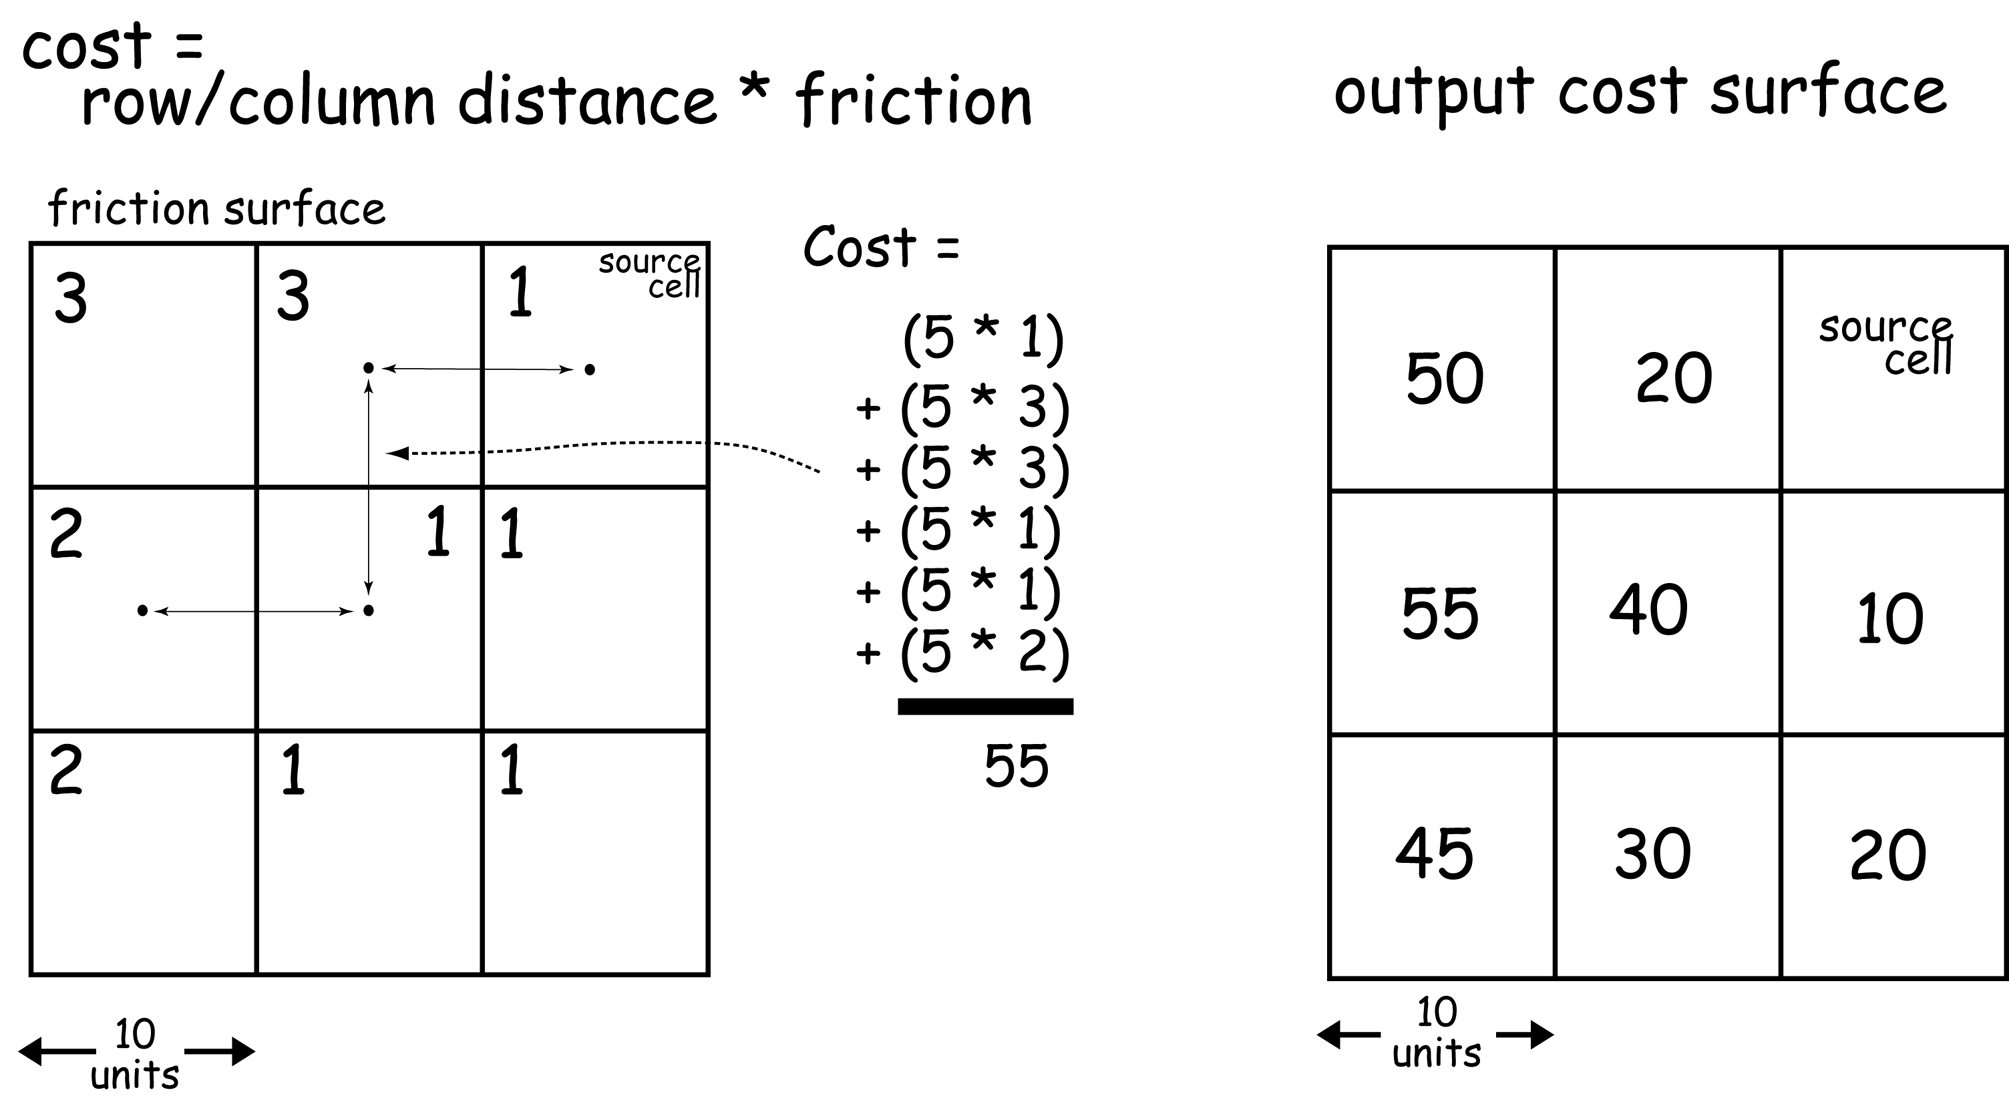 cost =
row/column distance * friction
output cost surface
friction surface
3 3 1 source
cell
2 1 1
2 1 1
10
units
Cost =
(5 * 1)
+ (5 * 3)
+ (5 * 3)
+ (5 * 1)
+ (5 * 1)
+ (5 * 2)
55
50 20 source
cell
55 40 10
45 30 20
10
units